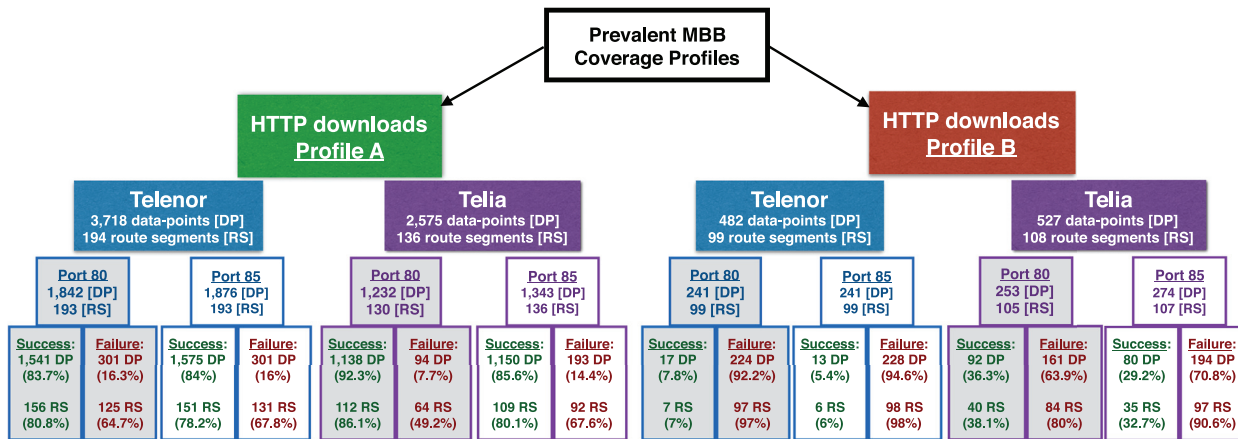 Prevalent MBB
Coverage Profiles
HTTP downloads
Profile A
HTTP downloads
Profile B
Telenor
3,718 data-points [DP]
194 route segments [RS]
Telia
2,575 data-points [DP]
136 route segments [RS]
Telenor
482 data-points [DP]
99 route segments [RS]
Telia
527 data-points [DP]
108 route segments [RS]
Port 80
1,842 [DP]
193 [RS]
Port 85
1,876 [DP]
193 [RS]
Port 80
1,232 [DP]
130 [RS]
Port 85
1,343 [DP]
136 [RS]
Port 80
241 [DP]
99 [RS]
Port 85
241 [DP]
99 [RS]
Port 80
253 [DP]
105 [RS]
Port 85
274 [DP]
107 [RS]
Success:
1,541 DP
(83.7%)
156 RS
(80.8%)
Failure:
301 DP
(16.3%)
125 RS
(64.7%)
Success:
1,575 DP
(84%)
151 RS
(78.2%)
Failure:
301 DP
(16%)
131 RS
(67.8%)
Success:
1,138 DP
(92.3%)
112 RS
(86.1%)
Failure:
94 DP
(7.7%)
64 RS
(49.2%)
Success:
1,150 DP
(85.6%)
109 RS
(80.1%)
Failure:
193 DP
(14.4%)
92 RS
(67.6%)
Success:
17 DP
(7.8%)
7 RS
(7%)
Failure:
224 DP
(92.2%)
97 RS
(97%)
Success:
13 DP
(5.4%)
6 RS
(6%)
Failure:
228 DP
(94.6%)
98 RS
(98%)
Success:
92 DP
(36.3%)
40 RS
(38.1%)
Failure:
161 DP
(63.9%)
84 RS
(80%)
Success:
80 DP
(29.2%)
35 RS
(32.7%)
Failure:
194 DP
(70.8%)
97 RS
(90.6%)